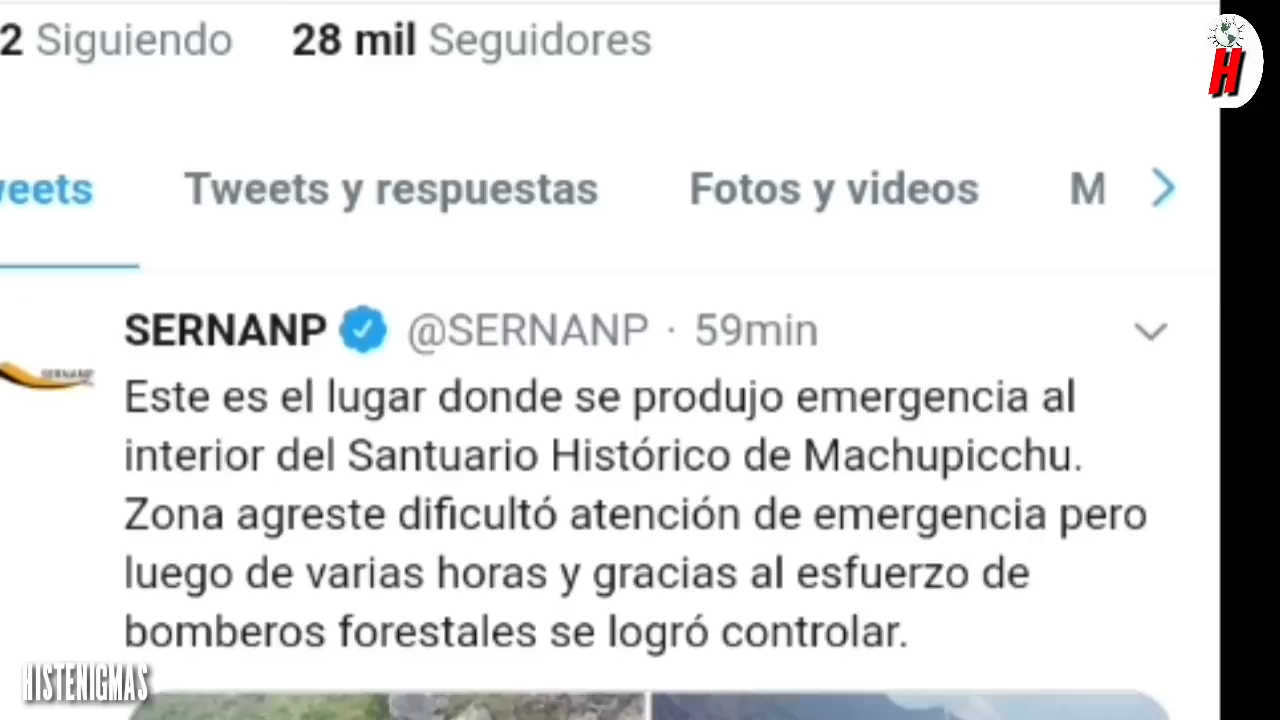 2 Siguiendo 28 mil Seguidores
H
weets Tweets y respuestas Fotos y videos M
SERNANP @SERNANP · 59min
SERNANP
Este es el lugar donde se produjo emergencia al
interior del Santuario Histórico de Machupicchu.
Zona agreste dificultó atención de emergencia pero
luego de varias horas y gracias al esfuerzo de
bomberos forestales se logró controlar.
HISTENIGMAS